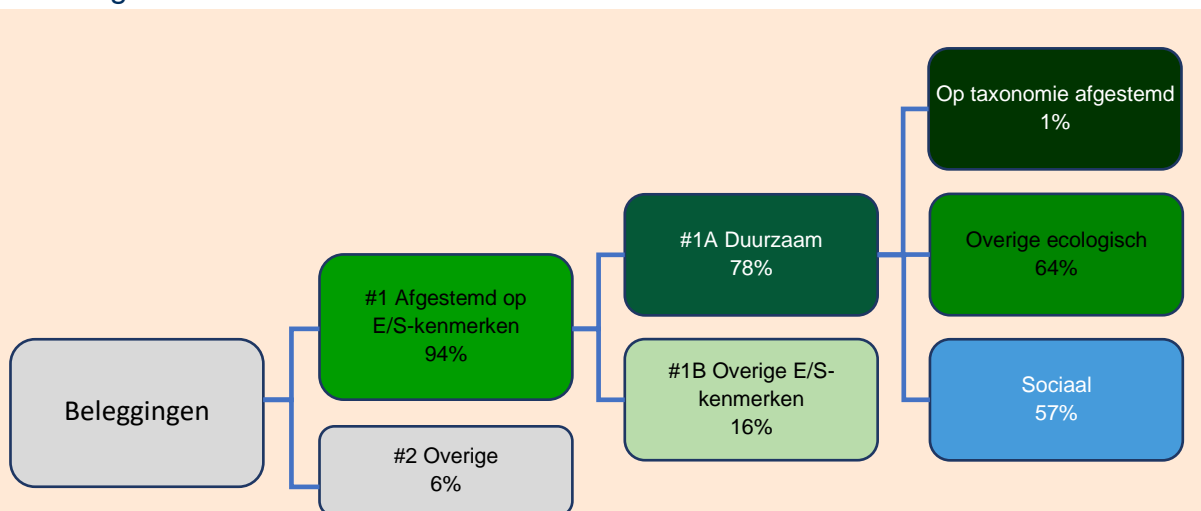 Op taxonomie afgestemd
1%
#1A Duurzaam
78%
Overige ecologisch
64%
#1 Afgestemd op
E/S-kenmerken
94%
#1B Overige E/S-
kenmerken
16%
Sociaal
57%
Beleggingen
#2 Overige
6%